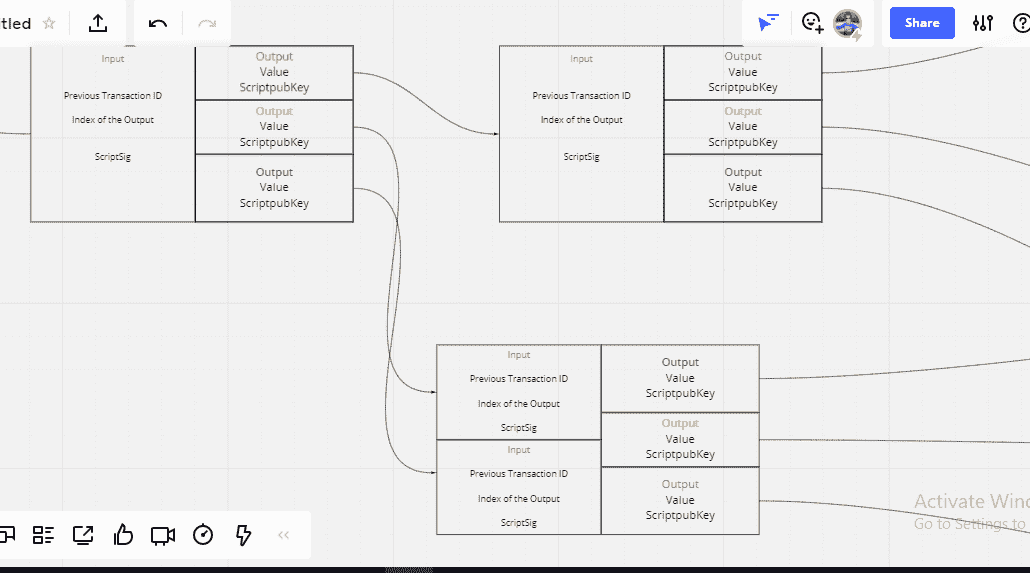 tled
Share
Input
Previous Transaction ID
Index of the Output
ScriptSig
Output
Value
ScriptpubKey
Output
Value
ScriptpubKey
Output
Value
ScriptpubKey
Input
Previous Transaction ID
Index of the Output
ScriptSig
Output
Value
ScriptpubKey
Output
Value
ScriptpubKey
Output
Value
ScriptpubKey
Input
Previous Transaction ID
Index of the Output
ScriptSig
Input
Previous Transaction ID
Index of the Output
ScriptSig
Output
Value
ScriptpubKey
Output
Value
ScriptpubKey
Output
Value
ScriptpubKey
Activate Wind
Go to Settings to